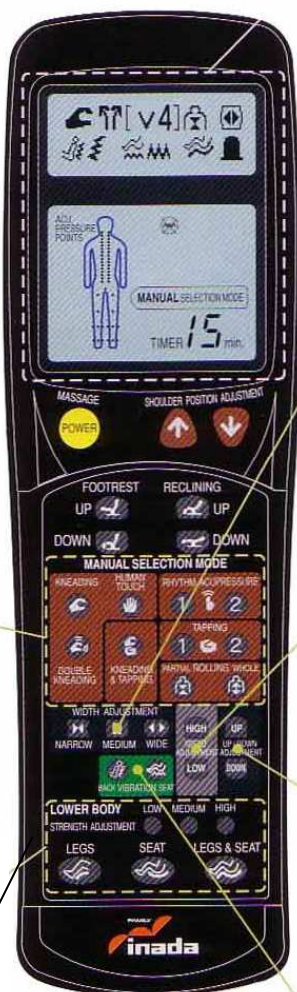 [ v4]
ACU
PRESSURE
POINTS
MANUAL SELECTION MODE
TIMER 15 min.
MASSAGE
SHOULDER POSITION ADJUSTMENT
POWER
FOOTREST RECLINING
UP UP
DOWN DOWN
MANUAL SELECTION MODE
KNEADING HUMAN TOUCH RHYTHM ACUPRESSURE
1 2
TAPPING
1 2
DOUBLE KNEADING KNEADING & TAPPING PARTIAL ROLLING WHOLE
WIDTH ADJUSTMENT
NARROW MEDIUM WIDE
HIGH UP
ADJUSTMENT ADJUSTMENT
LOW DOWN
BACK VIBRATION SEAT
LOWER BODY LOW MEDIUM HIGH
STRENGTH ADJUSTMENT
LEGS SEAT LEGS & SEAT
FAMILY
inada